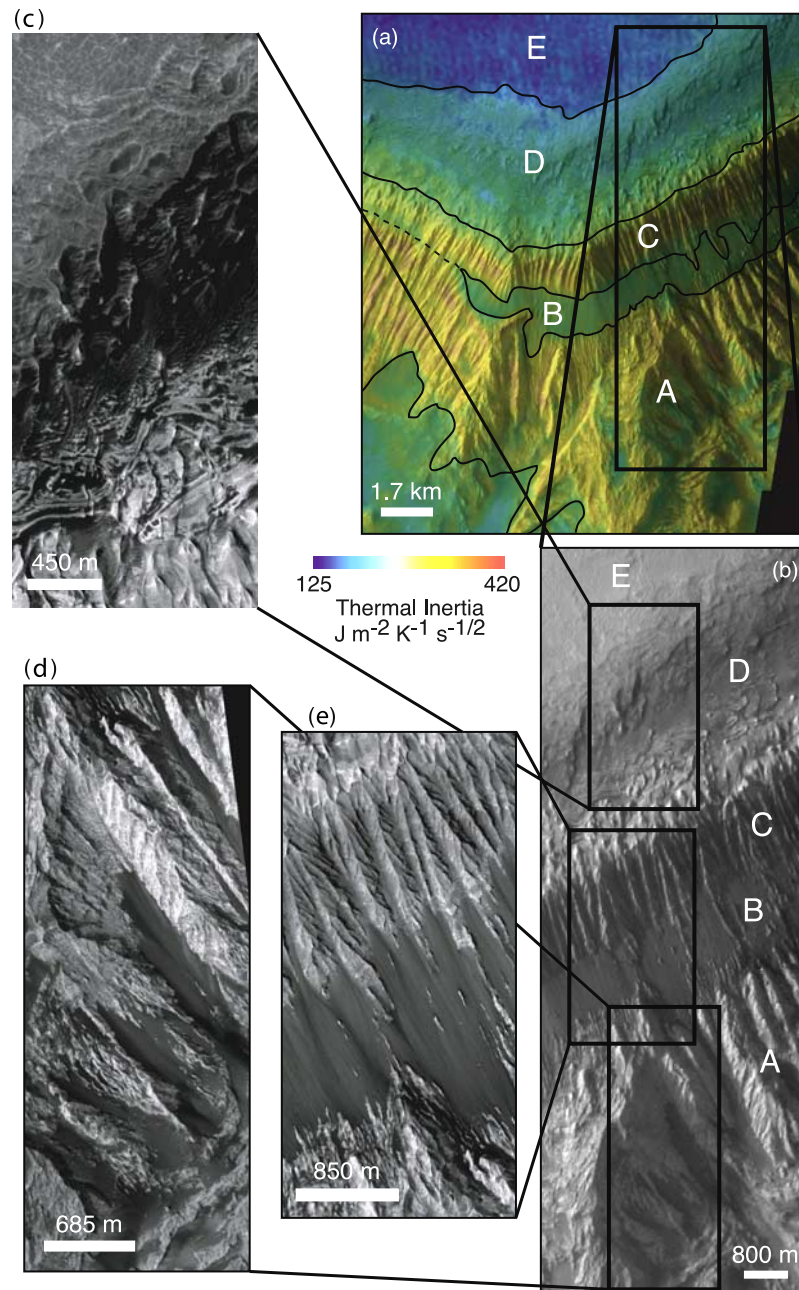 (c)
450 m
(a)
E
D
C
B
A
1.7 km
125 420
Thermal Inertia
J m⁻² K⁻¹ s⁻¹/²
(b)
E
D
C
B
A
800 m
(d)
685 m
(e)
850 m